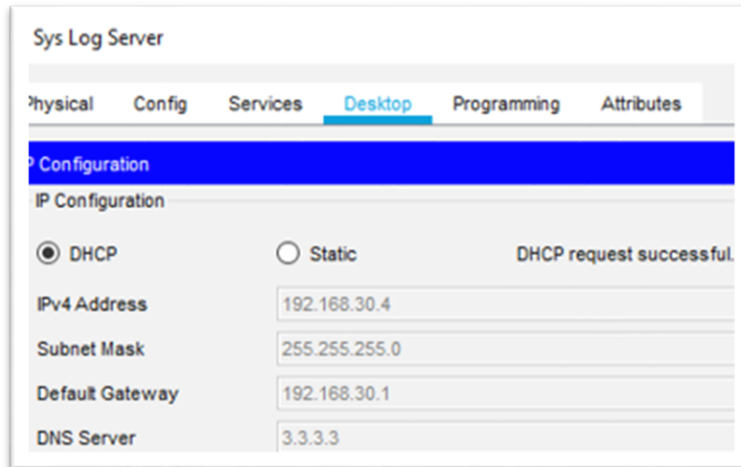 Sys Log Server
Physical Config Services Desktop Programming Attributes
P Configuration
IP Configuration
DHCP Static DHCP request successful.
IPv4 Address 192.168.30.4
Subnet Mask 255.255.255.0
Default Gateway 192.168.30.1
DNS Server 3.3.3.3